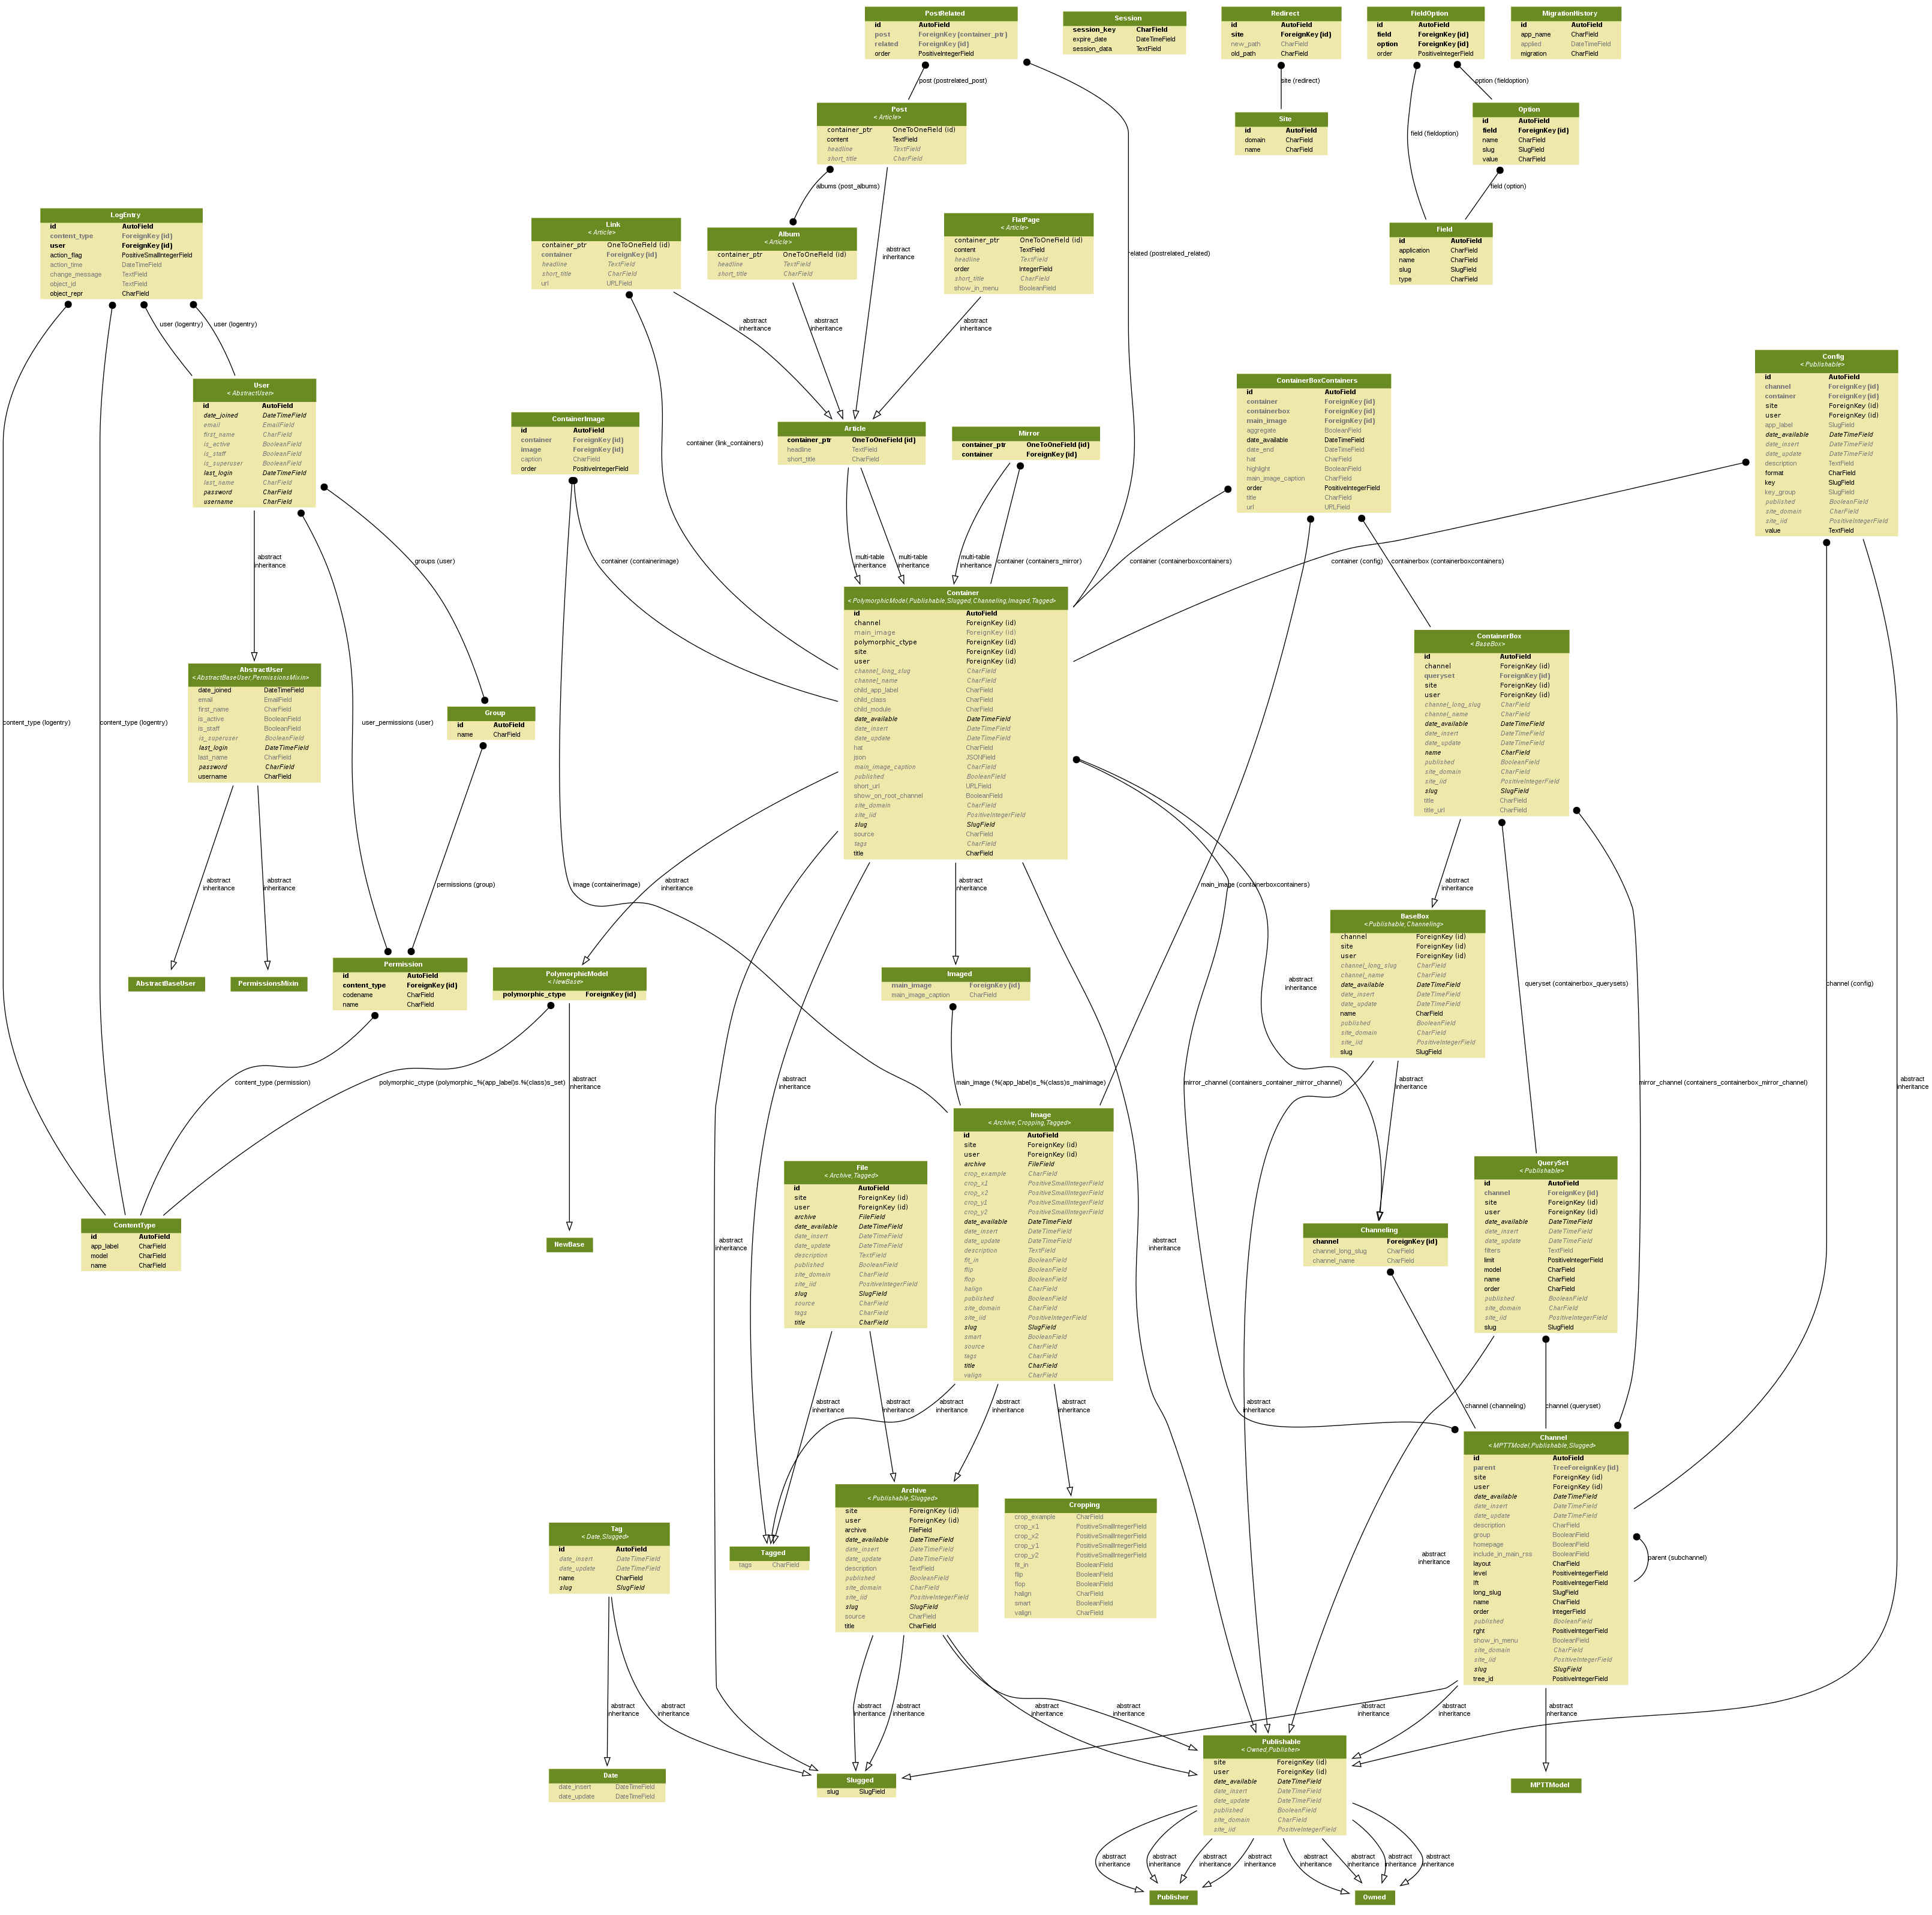 PostRelated
id AutoField
post ForeignKey (container_ptr)
related ForeignKey (id)
order PositiveIntegerField
Session
session_key CharField
expire_date DateTimeField
session_data TextField
Redirect
id AutoField
site ForeignKey (id)
new_path CharField
old_path CharField
FieldOption
id AutoField
field ForeignKey (id)
option ForeignKey (id)
order PositiveIntegerField
MigrationHistory
id AutoField
app_name CharField
applied DateTimeField
migration CharField
post (postrelated_post)
site (redirect)
option (fieldoption)
field (fieldoption)
related (postrelated_related)
Post
< Article>
container_ptr OneToOneField (id)
content TextField
headline TextField
short_title CharField
Site
id AutoField
domain CharField
name CharField
Option
id AutoField
field ForeignKey (id)
name CharField
slug SlugField
value CharField
albums (post_albums)
field (option)
abstract
inheritance
LogEntry
id AutoField
content_type ForeignKey (id)
user ForeignKey (id)
action_flag PositiveSmallIntegerField
action_time DateTimeField
change_message TextField
object_id TextField
object_repr CharField
Link
< Article>
container_ptr OneToOneField (id)
container ForeignKey (id)
headline TextField
short_title CharField
url URLField
Album
< Article>
container_ptr OneToOneField (id)
headline TextField
short_title CharField
FlatPage
< Article>
container_ptr OneToOneField (id)
content TextField
headline TextField
order IntegerField
short_title CharField
show_in_menu BooleanField
Field
id AutoField
application CharField
name CharField
slug SlugField
type CharField
user (logentry)
user (logentry)
abstract
inheritance
abstract
inheritance
abstract
inheritance
User
< AbstractUser>
id AutoField
date_joined DateTimeField
email EmailField
first_name CharField
is_active BooleanField
is_staff BooleanField
is_superuser BooleanField
last_login DateTimeField
last_name CharField
password CharField
username CharField
ContainerImage
id AutoField
container ForeignKey (id)
image ForeignKey (id)
caption CharField
order PositiveIntegerField
container (link_containers)
Article
container_ptr OneToOneField (id)
headline TextField
short_title CharField
Mirror
container_ptr OneToOneField (id)
container ForeignKey (id)
ContainerBoxContainers
id AutoField
container ForeignKey (id)
containerbox ForeignKey (id)
main_image ForeignKey (id)
aggregate BooleanField
date_available DateTimeField
date_end DateTimeField
hat CharField
highlight BooleanField
main_image_caption CharField
order PositiveIntegerField
title CharField
url URLField
Config
< Publishable>
id AutoField
channel ForeignKey (id)
container ForeignKey (id)
site ForeignKey (id)
user ForeignKey (id)
app_label SlugField
date_available DateTimeField
date_insert DateTimeField
date_update DateTimeField
description TextField
format CharField
key SlugField
key_group SlugField
published BooleanField
site_domain CharField
site_iid PositiveIntegerField
value TextField
abstract
inheritance
groups (user)
container (containerimage)
multi-table
inheritance
multi-table
inheritance
multi-table
inheritance
container (containers_mirror)
container (containerboxcontainers)
container (config)
containerbox (containerboxcontainers)
AbstractUser
< AbstractBaseUser,PermissionsMixin>
date_joined DateTimeField
email EmailField
first_name CharField
is_active BooleanField
is_staff BooleanField
is_superuser BooleanField
last_login DateTimeField
last_name CharField
password CharField
username CharField
content_type (logentry)
content_type (logentry)
user_permissions (user)
Group
id AutoField
name CharField
Container
< PolymorphicModel,Publishable,Slugged,Channeling,Imaged,Tagged>
id AutoField
channel ForeignKey (id)
main_image ForeignKey (id)
polymorphic_ctype ForeignKey (id)
site ForeignKey (id)
user ForeignKey (id)
channel_long_slug CharField
channel_name CharField
child_app_label CharField
child_class CharField
child_module CharField
date_available DateTimeField
date_insert DateTimeField
date_update DateTimeField
hat CharField
json JSONField
main_image_caption CharField
published BooleanField
short_url URLField
show_on_root_channel BooleanField
site_domain CharField
site_iid PositiveIntegerField
slug SlugField
source CharField
tags CharField
title CharField
ContainerBox
< BaseBox>
id AutoField
channel ForeignKey (id)
queryset ForeignKey (id)
site ForeignKey (id)
user ForeignKey (id)
channel_long_slug CharField
channel_name CharField
date_available DateTimeField
date_insert DateTimeField
date_update DateTimeField
name CharField
published BooleanField
site_domain CharField
site_iid PositiveIntegerField
slug SlugField
title CharField
title_url CharField
abstract
inheritance
abstract
inheritance
permissions (group)
image (containerimage)
abstract
inheritance
abstract
inheritance
main_image (containerboxcontainers)
abstract
inheritance
AbstractBaseUser
PermissionsMixin
Permission
id AutoField
content_type ForeignKey (id)
codename CharField
name CharField
PolymorphicModel
< NewBase>
polymorphic_ctype ForeignKey (id)
Imaged
main_image ForeignKey (id)
main_image_caption CharField
BaseBox
< Publishable,Channeling>
channel ForeignKey (id)
site ForeignKey (id)
user ForeignKey (id)
channel_long_slug CharField
channel_name CharField
date_available DateTimeField
date_insert DateTimeField
date_update DateTimeField
name CharField
published BooleanField
site_domain CharField
site_iid PositiveIntegerField
slug SlugField
abstract
inheritance
queryset (containerbox_querysets)
channel (config)
content_type (permission)
polymorphic_ctype (polymorphic_%(app_label)s.%(class)s_set)
abstract
inheritance
abstract
inheritance
main_image (%(app_label)s_%(class)s_mainimage)
mirror_channel (containers_container_mirror_channel)
abstract
inheritance
mirror_channel (containers_containerbox_mirror_channel)
abstract
inheritance
ContentType
id AutoField
app_label CharField
model CharField
name CharField
NewBase
abstract
inheritance
File
< Archive,Tagged>
id AutoField
site ForeignKey (id)
user ForeignKey (id)
archive FileField
date_available DateTimeField
date_insert DateTimeField
date_update DateTimeField
description TextField
published BooleanField
site_domain CharField
site_iid PositiveIntegerField
slug SlugField
source CharField
tags CharField
title CharField
Image
< Archive,Cropping,Tagged>
id AutoField
site ForeignKey (id)
user ForeignKey (id)
archive FileField
crop_example CharField
crop_x1 PositiveSmallIntegerField
crop_x2 PositiveSmallIntegerField
crop_y1 PositiveSmallIntegerField
crop_y2 PositiveSmallIntegerField
date_available DateTimeField
date_insert DateTimeField
date_update DateTimeField
description TextField
fit_in BooleanField
flip BooleanField
flop BooleanField
halign CharField
published BooleanField
site_domain CharField
site_iid PositiveIntegerField
slug SlugField
smart BooleanField
source CharField
tags CharField
title CharField
valign CharField
abstract
inheritance
Channeling
channel ForeignKey (id)
channel_long_slug CharField
channel_name CharField
QuerySet
< Publishable>
id AutoField
channel ForeignKey (id)
site ForeignKey (id)
user ForeignKey (id)
date_available DateTimeField
date_insert DateTimeField
date_update DateTimeField
filters TextField
limit PositiveIntegerField
model CharField
name CharField
order CharField
published BooleanField
site_domain CharField
site_iid PositiveIntegerField
slug SlugField
abstract
inheritance
abstract
inheritance
abstract
inheritance
abstract
inheritance
abstract
inheritance
abstract
inheritance
channel (channeling)
channel (queryset)
Tag
< Date,Slugged>
id AutoField
date_insert DateTimeField
date_update DateTimeField
name CharField
slug SlugField
Tagged
tags CharField
Archive
< Publishable,Slugged>
site ForeignKey (id)
user ForeignKey (id)
archive FileField
date_available DateTimeField
date_insert DateTimeField
date_update DateTimeField
description TextField
published BooleanField
site_domain CharField
site_iid PositiveIntegerField
slug SlugField
source CharField
title CharField
Cropping
crop_example CharField
crop_x1 PositiveSmallIntegerField
crop_x2 PositiveSmallIntegerField
crop_y1 PositiveSmallIntegerField
crop_y2 PositiveSmallIntegerField
fit_in BooleanField
flip BooleanField
flop BooleanField
halign CharField
smart BooleanField
valign CharField
abstract
inheritance
Channel
< MPTTModel,Publishable,Slugged>
id AutoField
parent TreeForeignKey (id)
site ForeignKey (id)
user ForeignKey (id)
date_available DateTimeField
date_insert DateTimeField
date_update DateTimeField
description CharField
group BooleanField
homepage BooleanField
include_in_main_rss BooleanField
layout CharField
level PositiveIntegerField
lft PositiveIntegerField
long_slug SlugField
name CharField
order IntegerField
published BooleanField
rght PositiveIntegerField
show_in_menu BooleanField
site_domain CharField
site_iid PositiveIntegerField
slug SlugField
tree_id PositiveIntegerField
parent (subchannel)
abstract
inheritance
abstract
inheritance
abstract
inheritance
abstract
inheritance
abstract
inheritance
abstract
inheritance
abstract
inheritance
abstract
inheritance
abstract
inheritance
Date
date_insert DateTimeField
date_update DateTimeField
Slugged
slug SlugField
Publishable
< Owned,Publisher>
site ForeignKey (id)
user ForeignKey (id)
date_available DateTimeField
date_insert DateTimeField
date_update DateTimeField
published BooleanField
site_domain CharField
site_iid PositiveIntegerField
MPTTModel
abstract
inheritance
abstract
inheritance
abstract
inheritance
abstract
inheritance
abstract
inheritance
abstract
inheritance
abstract
inheritance
abstract
inheritance
Publisher
Owned